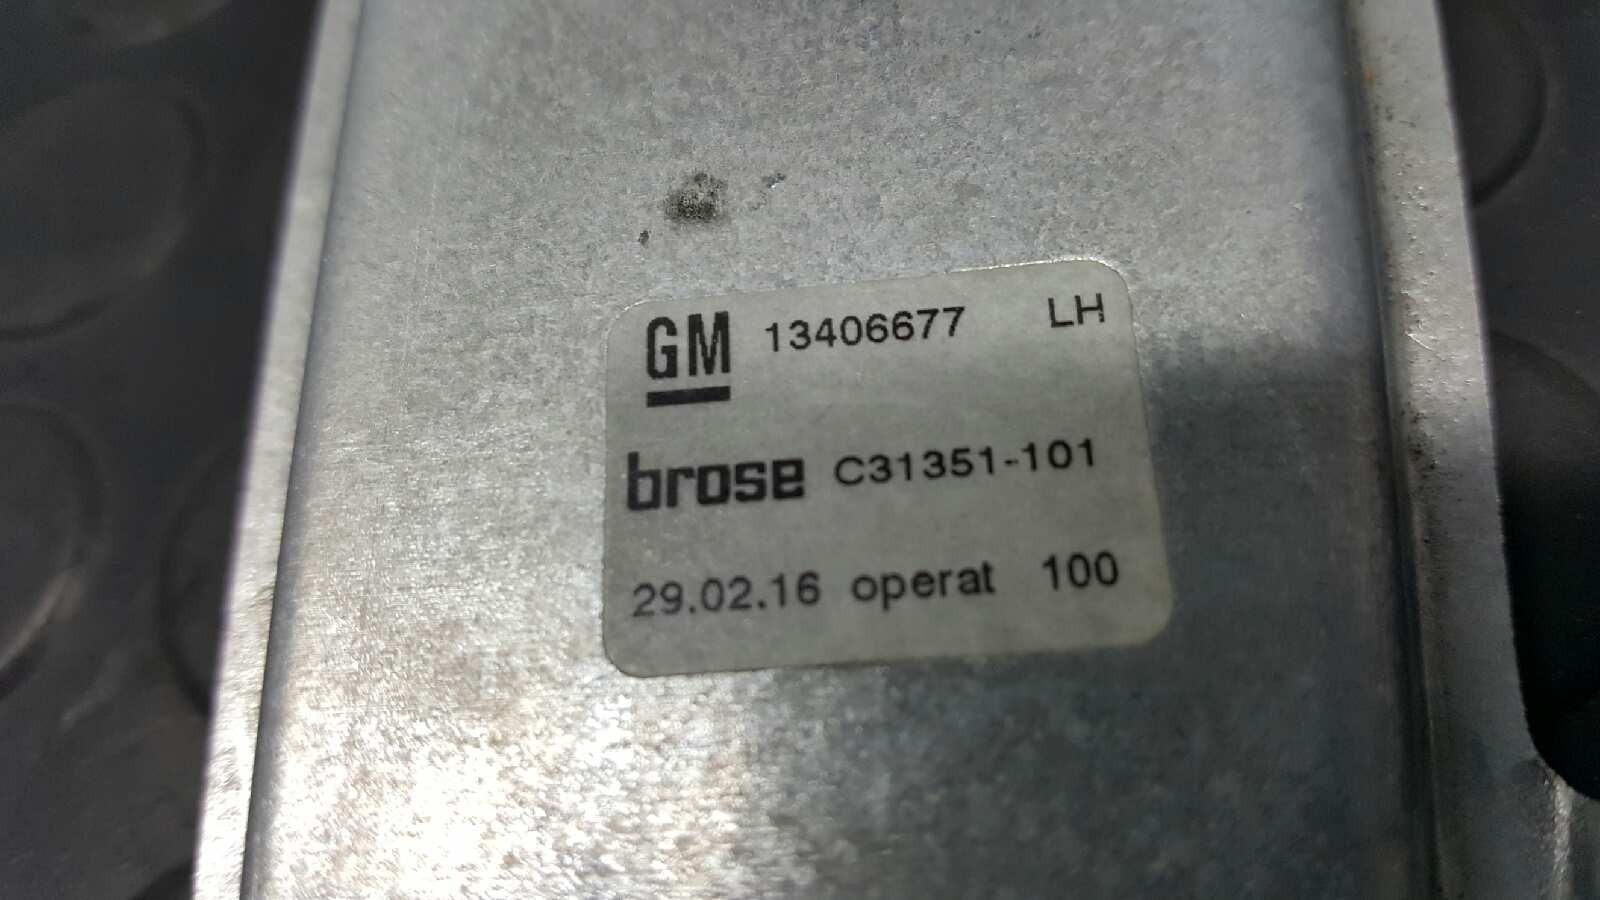 GM 13406677 LH
brose C31351-101
29.02.16 operat 100